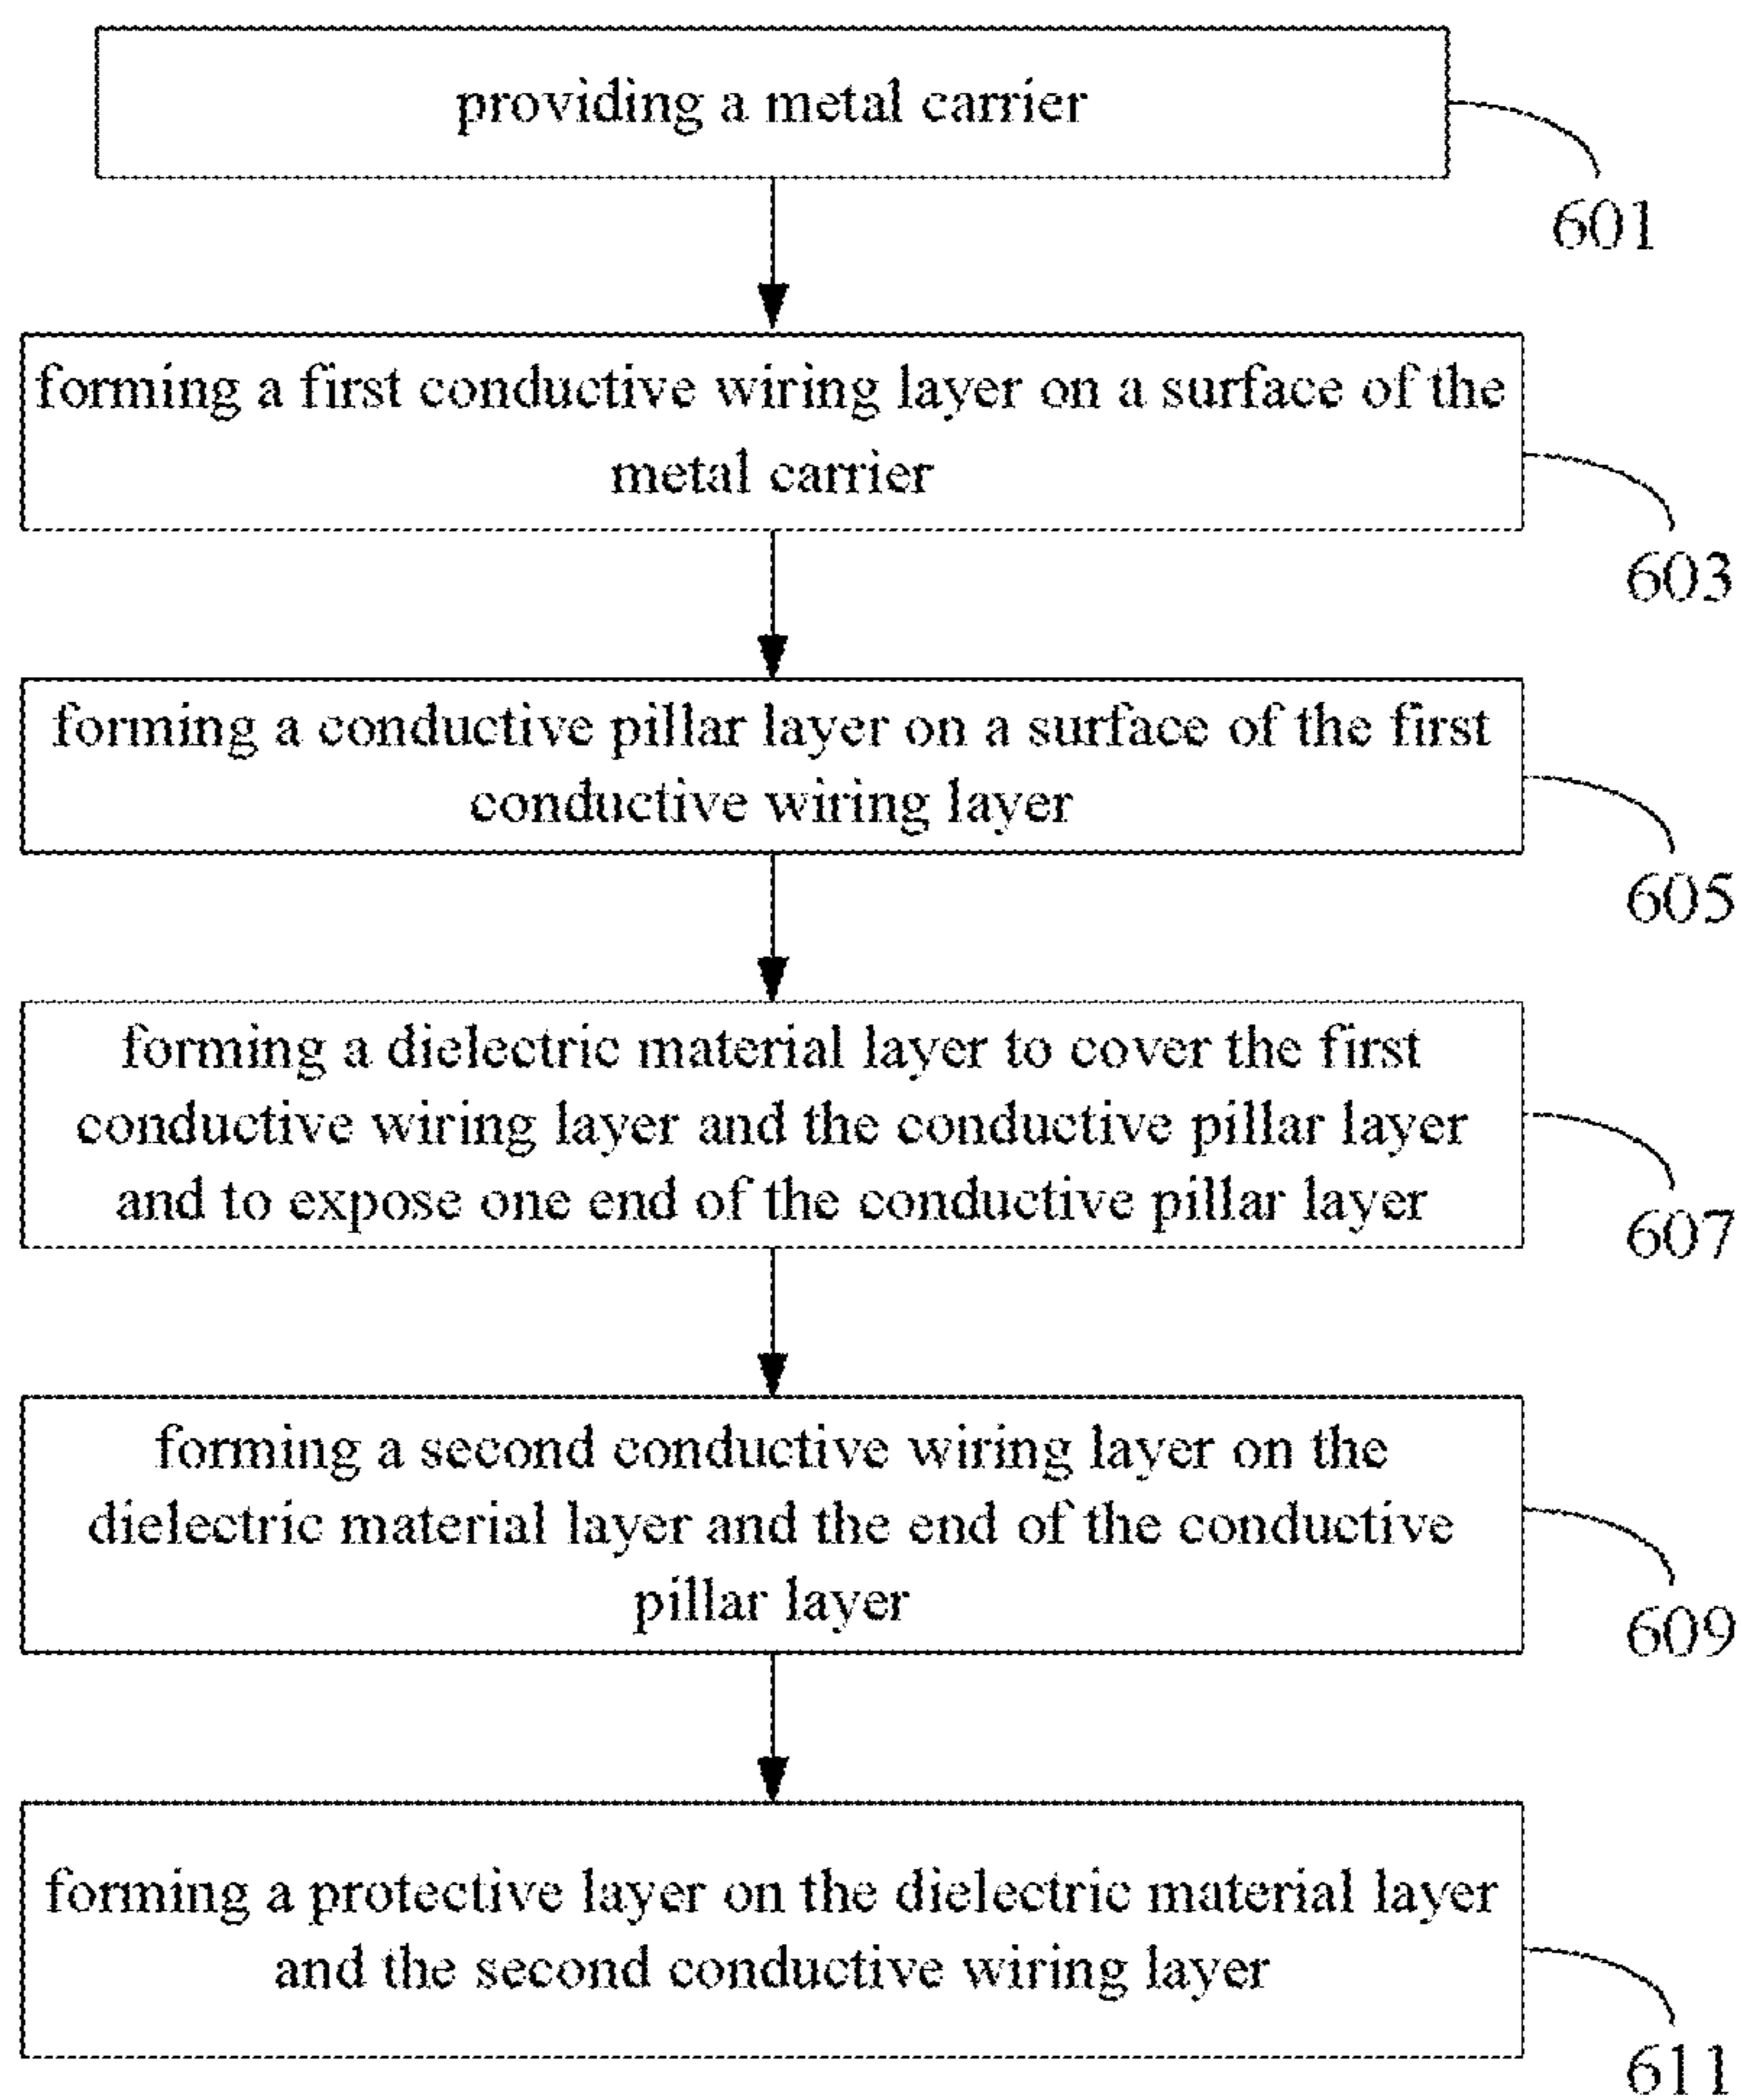 providing a metal carrier
601
forming a first conductive wiring layer on a surface of the
metal carrier
603
forming a conductive pillar layer on a surface of the first
conductive wiring layer
605
forming a dielectric material layer to cover the first
conductive wiring layer and the conductive pillar layer
and to expose one end of the conductive pillar layer
607
forming a second conductive wiring layer on the
dielectric material layer and the end of the conductive
pillar layer
609
forming a protective layer on the dielectric material layer
and the second conductive wiring layer
611